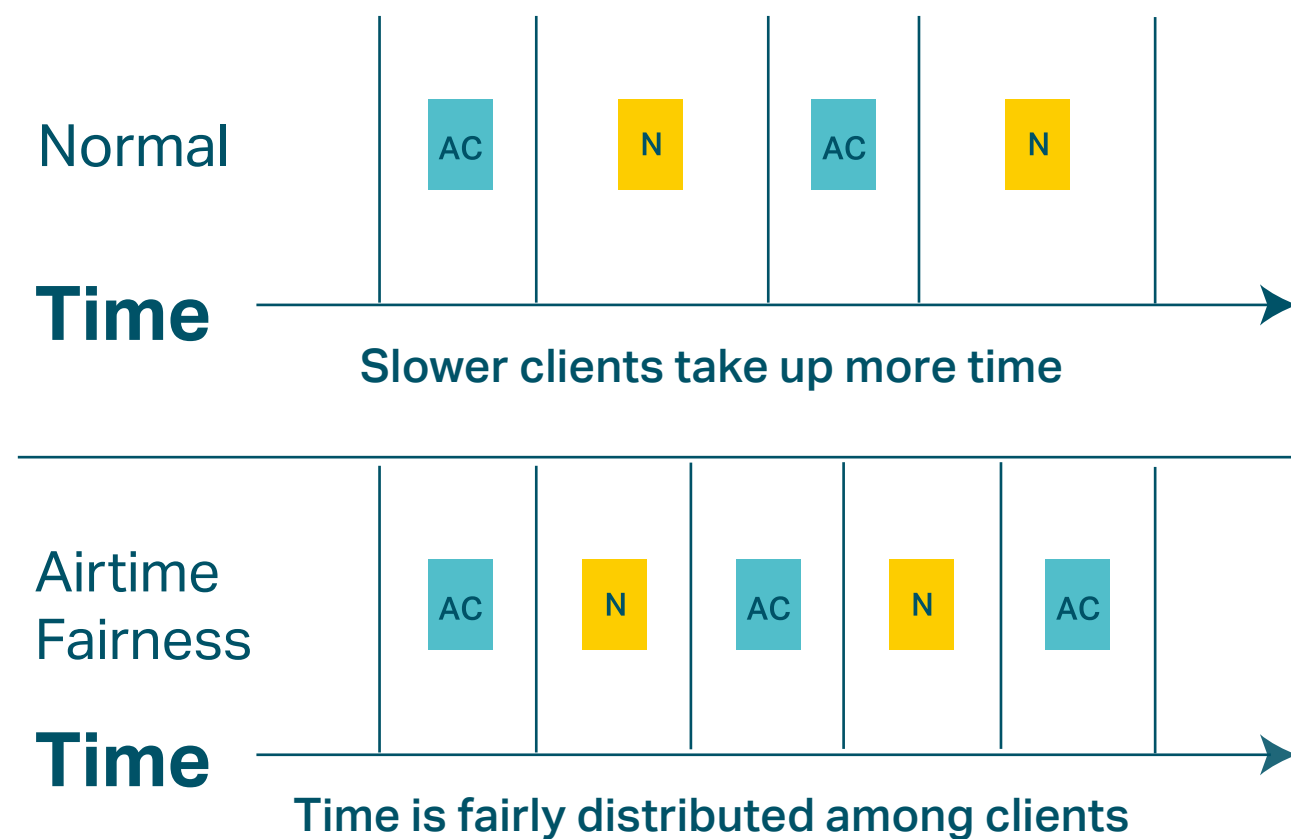 Normal
AC
N
AC
N
Time
Slower clients take up more time
Airtime
Fairness
AC
N
AC
N
AC
Time
Time is fairly distributed among clients